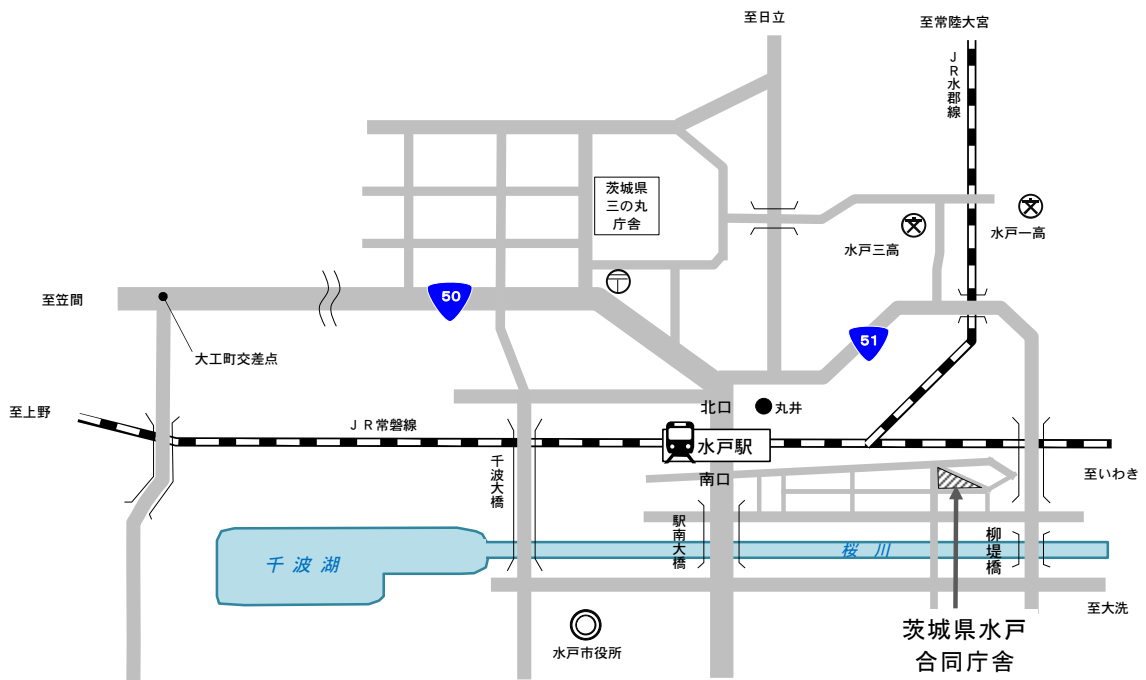 至日立
至常陸大宮
JR水郡線
茨城県
三の丸
庁舎
水戸一高
水戸三高
至笠間
50
51
大工町交差点
至上野
JR常磐線
北口
丸井
水戸駅
南口
千波大橋
至いわき
駅南大橋
柳堤橋
千波湖
桜川
至大洗
水戸市役所
茨城県水戸
合同庁舎